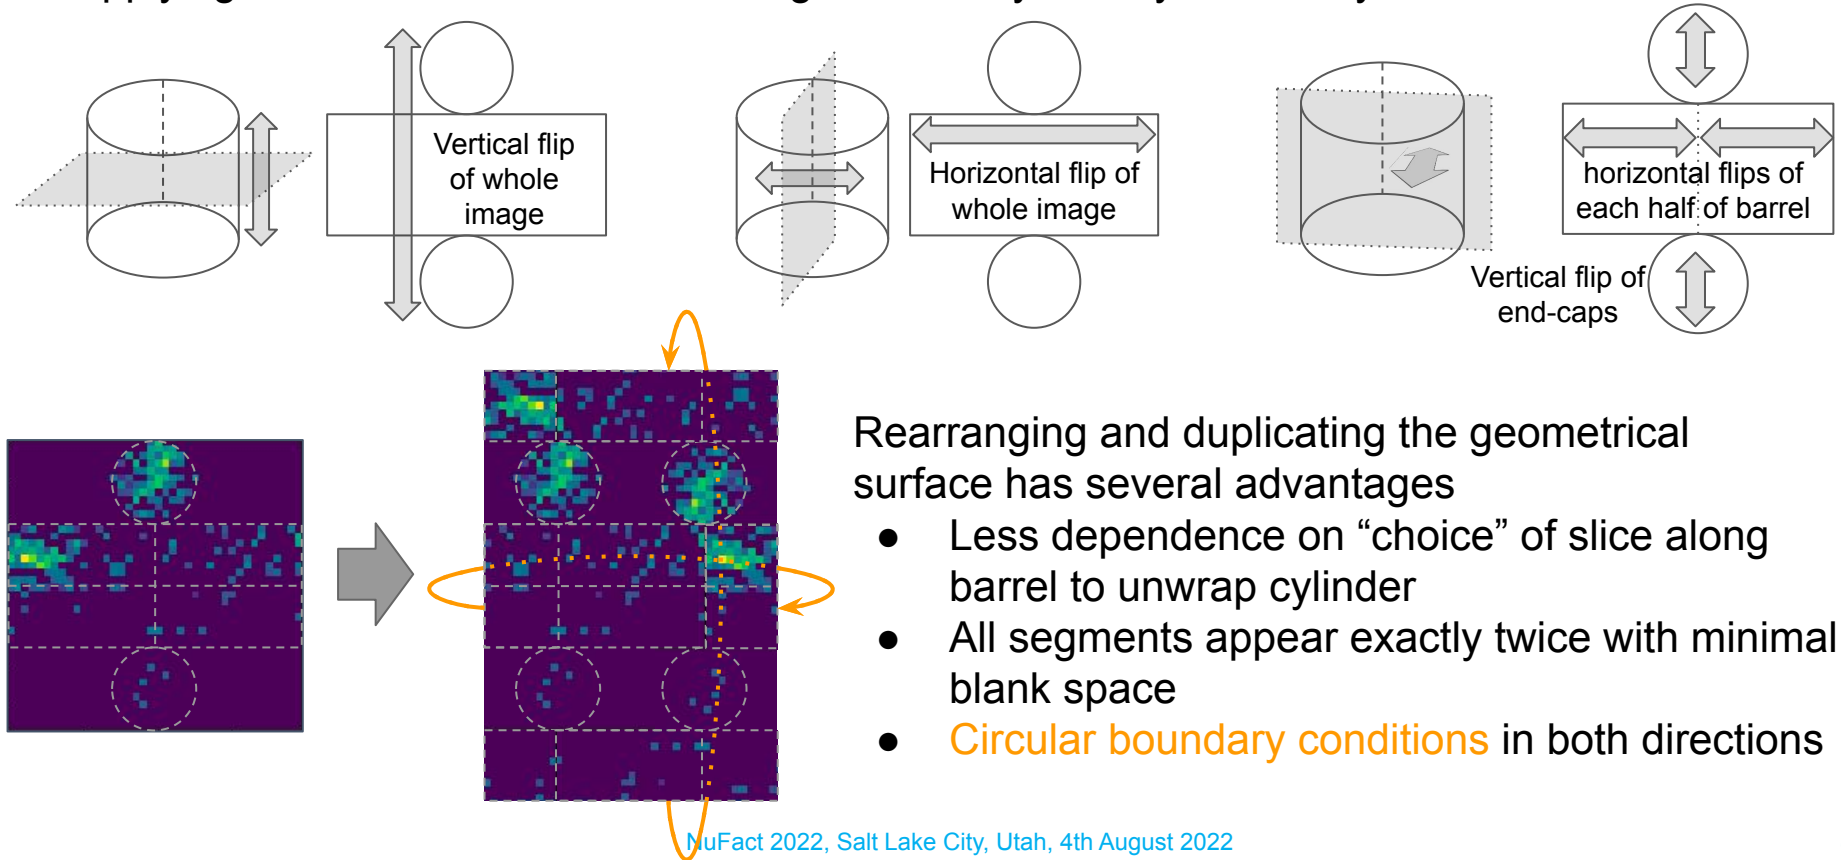 Vertical flip
of whole
image
Horizontal flip of
whole image
horizontal flips of
each half of barrel
Vertical flip of
end-caps
Rearranging and duplicating the geometrical
surface has several advantages
● Less dependence on “choice” of slice along
barrel to unwrap cylinder
● All segments appear exactly twice with minimal
blank space
● Circular boundary conditions in both directions
NuFact 2022, Salt Lake City, Utah, 4th August 2022